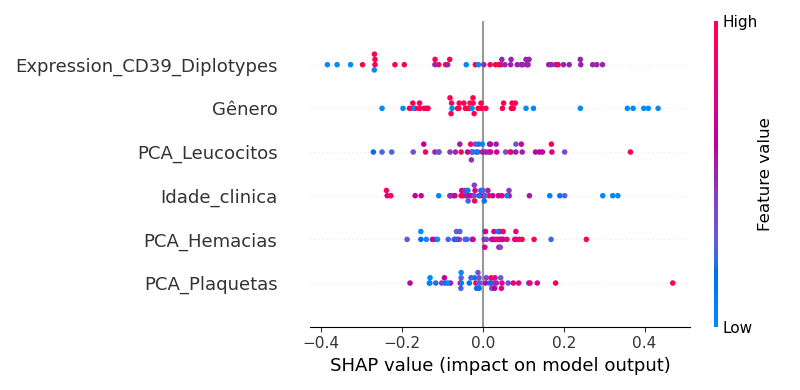 High
Expression_CD39_Diplotypes
Gênero
PCA_Leucocitos
Idade_clinica
PCA_Hemacias
PCA_Plaquetas
Feature value
Low
−0.4 −0.2 0.0 0.2 0.4
SHAP value (impact on model output)